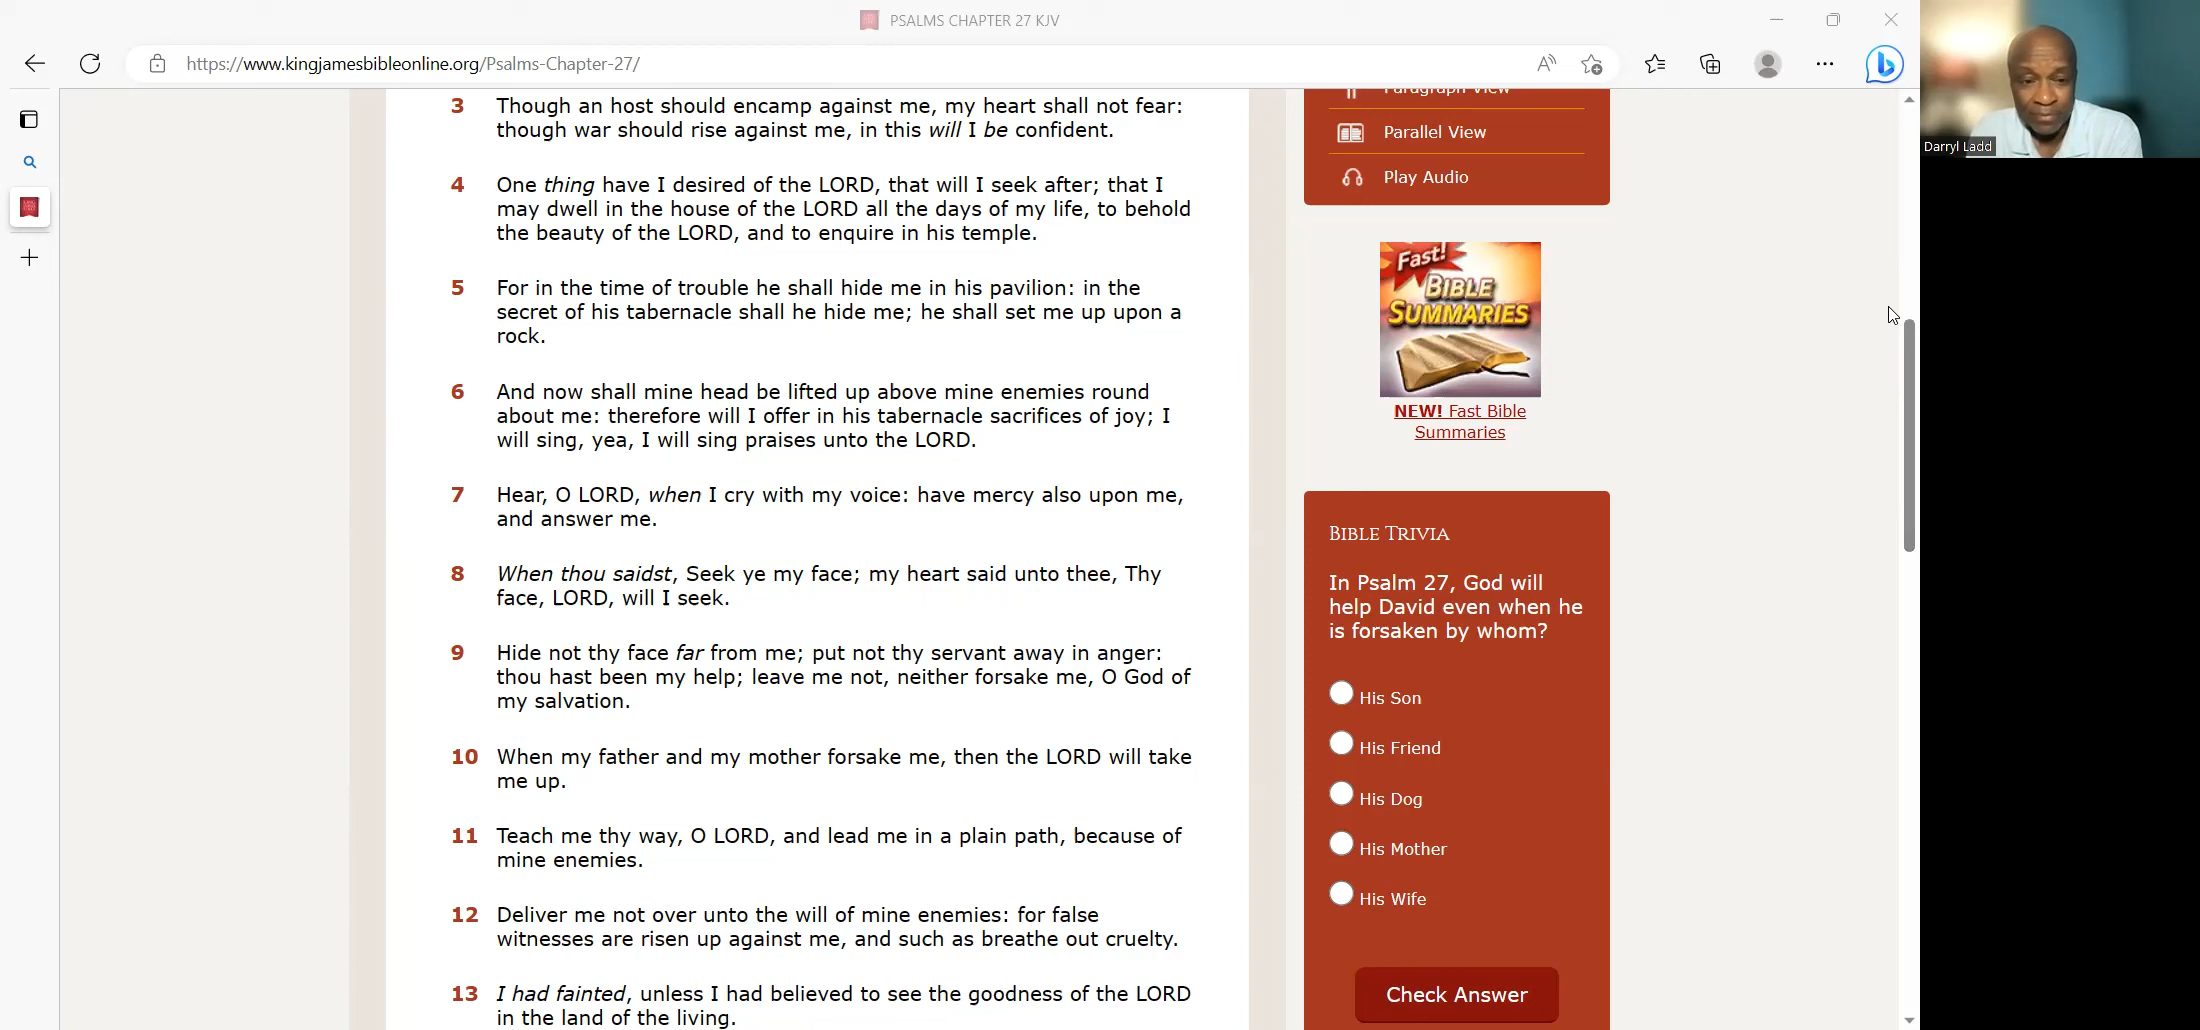 PSALMS CHAPTER 27 KJV
https://www.kingjamesbibleonline.org/Psalms-Chapter-27/
Darryl Ladd
3 Though an host should encamp against me, my heart shall not fear:
though war should rise against me, in this will I be confident.
4 One thing have I desired of the LORD, that will I seek after; that I
may dwell in the house of the LORD all the days of my life, to behold
the beauty of the LORD, and to enquire in his temple.
5 For in the time of trouble he shall hide me in his pavilion: in the
secret of his tabernacle shall he hide me; he shall set me up upon a
rock.
6 And now shall mine head be lifted up above mine enemies round
about me: therefore will I offer in his tabernacle sacrifices of joy; I
will sing, yea, I will sing praises unto the LORD.
7 Hear, O LORD, when I cry with my voice: have mercy also upon me,
and answer me.
8 When thou saidst, Seek ye my face; my heart said unto thee, Thy
face, LORD, will I seek.
9 Hide not thy face far from me; put not thy servant away in anger:
thou hast been my help; leave me not, neither forsake me, O God of
my salvation.
10 When my father and my mother forsake me, then the LORD will take
me up.
11 Teach me thy way, O LORD, and lead me in a plain path, because of
mine enemies.
12 Deliver me not over unto the will of mine enemies: for false
witnesses are risen up against me, and such as breathe out cruelty.
13 I had fainted, unless I had believed to see the goodness of the LORD
in the land of the living.
Paragraph View
Parallel View
Play Audio
Fast!
BIBLE
SUMMARIES
NEW! Fast Bible
Summaries
BIBLE TRIVIA
In Psalm 27, God will
help David even when he
is forsaken by whom?
His Son
His Friend
His Dog
His Mother
His Wife
Check Answer